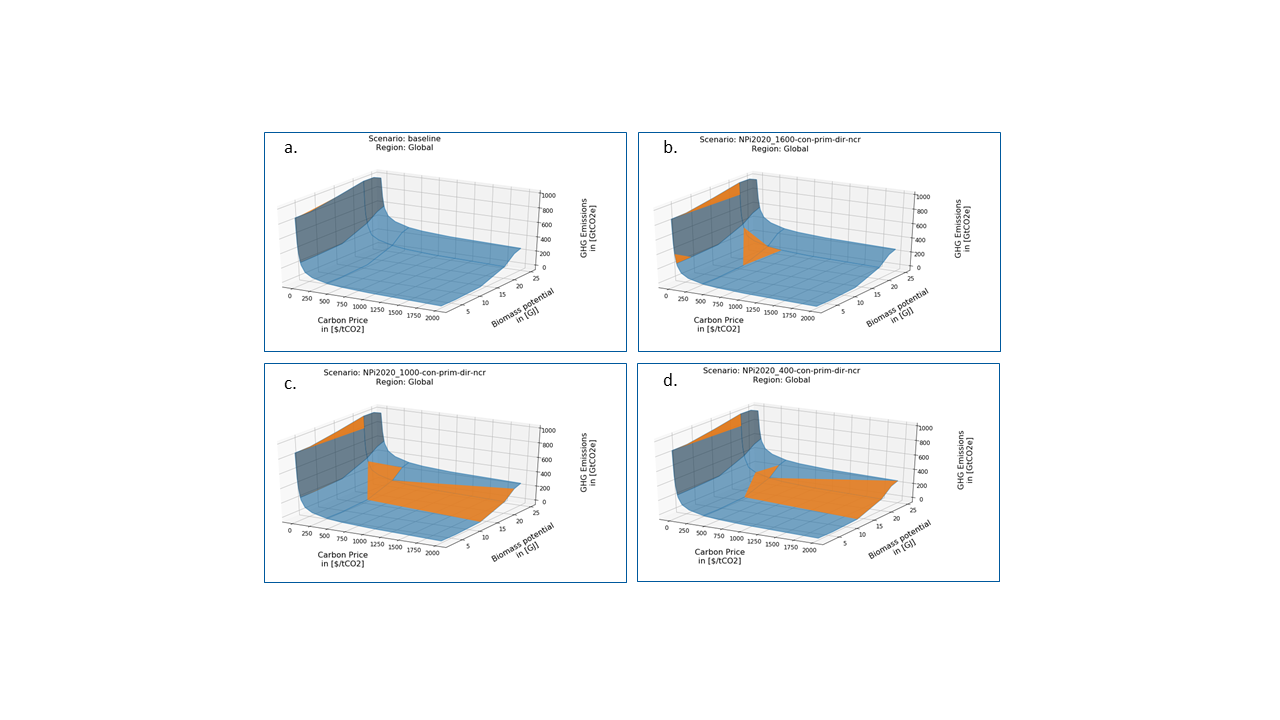 a.
Scenario: baseline
Region: Global
1000
800
600
400
200
0
GHG Emissions
in [GtCO2e]
0 250 500 750 1000 1250 1500 1750 2000
5 10 15 20 25
Carbon Price
in [$/tCO2]
Biomass potential
in [GJ]
b.
Scenario: NPi2020_1600-con-prim-dir-ncr
Region: Global
1000
800
600
400
200
0
GHG Emissions
in [GtCO2e]
0 250 500 750 1000 1250 1500 1750 2000
5 10 15 20 25
Carbon Price
in [$/tCO2]
Biomass potential
in [GJ]
c.
Scenario: NPi2020_1000-con-prim-dir-ncr
Region: Global
1000
800
600
400
200
0
GHG Emissions
in [GtCO2e]
0 250 500 750 1000 1250 1500 1750 2000
5 10 15 20 25
Carbon Price
in [$/tCO2]
Biomass potential
in [GJ]
d.
Scenario: NPi2020_400-con-prim-dir-ncr
Region: Global
1000
800
600
400
200
0
GHG Emissions
in [GtCO2e]
0 250 500 750 1000 1250 1500 1750 2000
5 10 15 20 25
Carbon Price
in [$/tCO2]
Biomass potential
in [GJ]